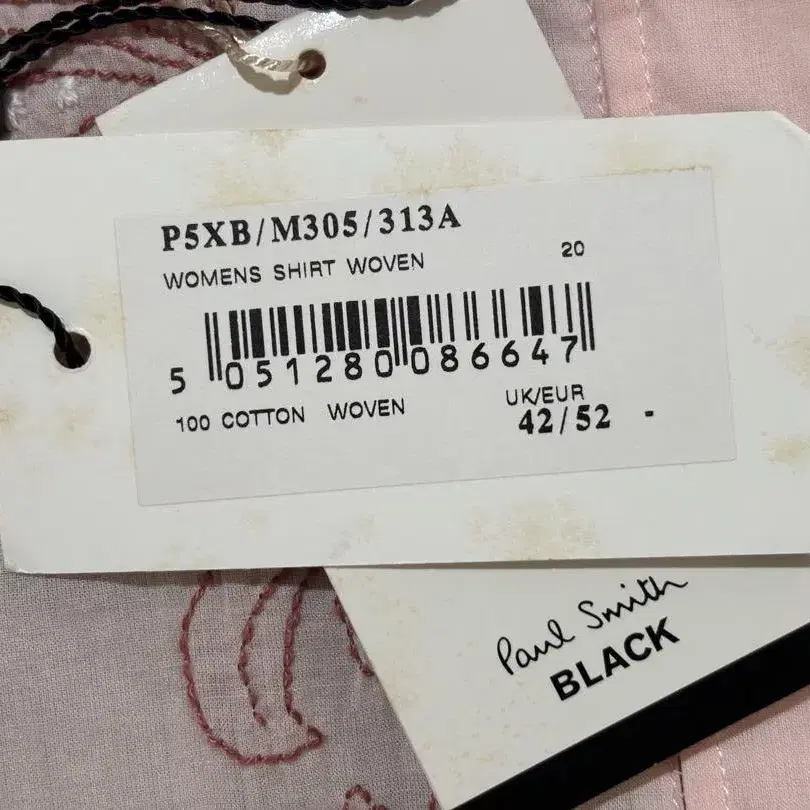 P5XB/M305/313A
WOMENS SHIRT WOVEN 20
5 051280 086647
100 COTTON WOVEN UK/EUR
42/52 -
Paul Smith
BLACK